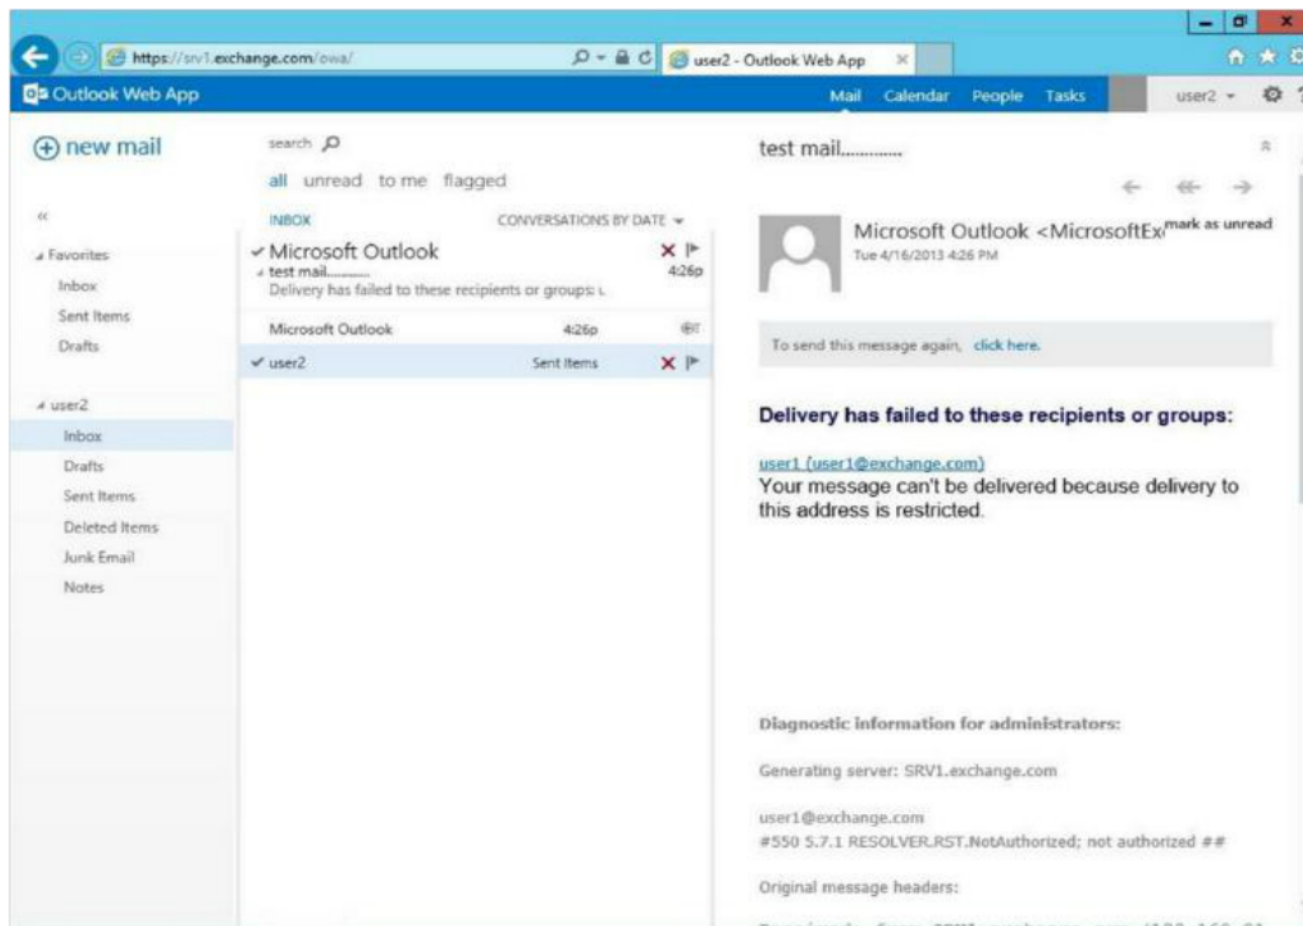 https://srv1.exchange.com/owa/
user2 - Outlook Web App
Outlook Web App
Mail Calendar People Tasks
user2
new mail
search
all unread to me flagged
INBOX CONVERSATIONS BY DATE
Favorites
Inbox
Sent Items
Drafts
user2
Inbox
Drafts
Sent Items
Deleted Items
Junk Email
Notes
Microsoft Outlook
test mail............ 4:26p
Delivery has failed to these recipients or groups:
Microsoft Outlook 4:26p
user2 Sent Items
test mail.............
Microsoft Outlook <MicrosoftEx
mark as unread
Tue 4/16/2013 4:26 PM
To send this message again, click here.
Delivery has failed to these recipients or groups:
user1 (user1@exchange.com)
Your message can't be delivered because delivery to
this address is restricted.
Diagnostic information for administrators:
Generating server: SRV1.exchange.com
user1@exchange.com
#550 5.7.1 RESOLVER.RST.NotAuthorized; not authorized ##
Original message headers: